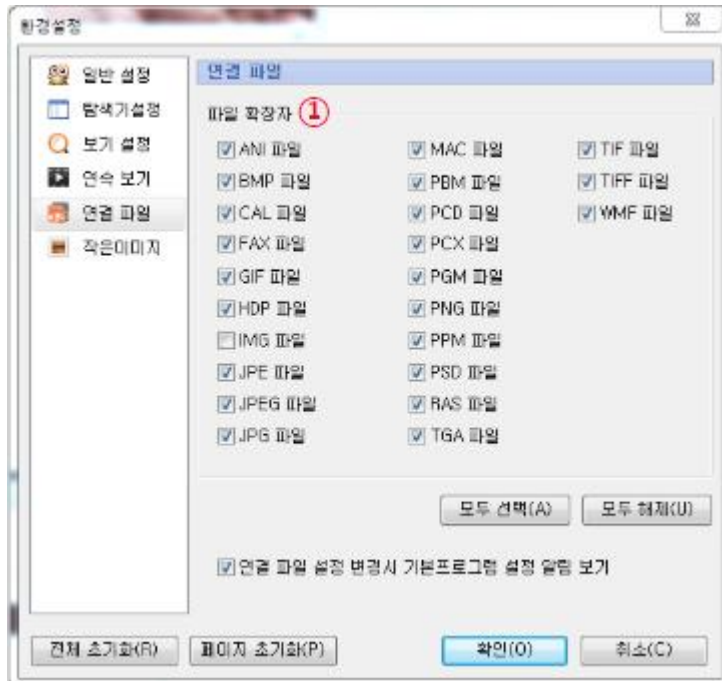 환경설정
일반 설정
탐색기설정
보기 설정
연속 보기
연결 파일
작은이미지
연결 파일
파일 확장자 ①
ANI 파일
BMP 파일
CAL 파일
FAX 파일
GIF 파일
HDP 파일
IMG 파일
JPE 파일
JPEG 파일
JPG 파일
MAC 파일
PBM 파일
PCD 파일
PCX 파일
PGM 파일
PNG 파일
PPM 파일
PSD 파일
RAS 파일
TGA 파일
TIF 파일
TIFF 파일
WMF 파일
모두 선택(A) 모두 해제(U)
연결 파일 설정 변경시 기본프로그램 설정 알림 보기
전체 초기화(R) 페이지 초기화(P) 확인(O) 취소(C)